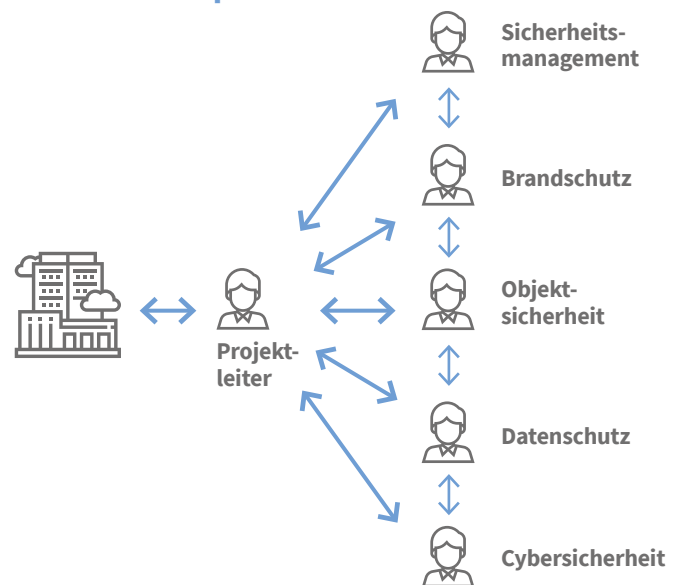 Sicherheits-
management
Brandschutz
Objekt-
sicherheit
Projekt-
leiter
Datenschutz
Cybersicherheit